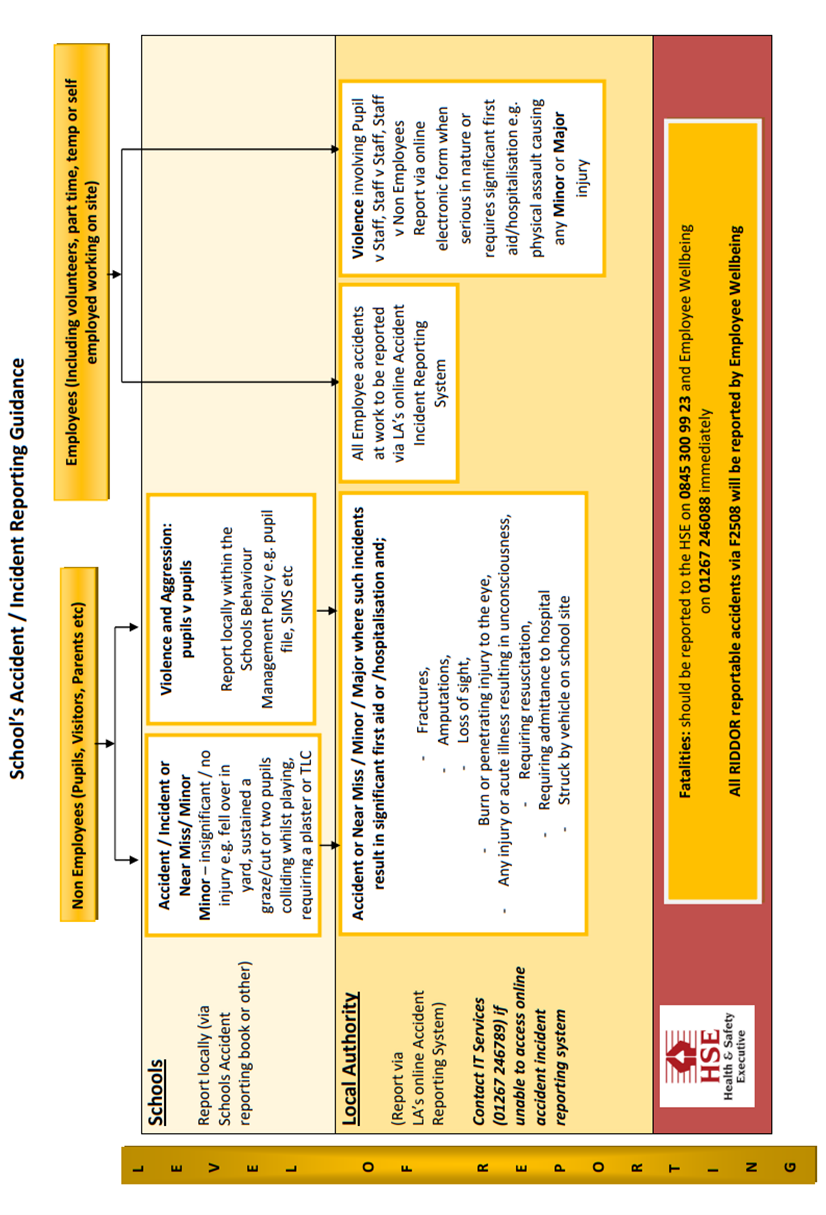 School's Accident / Incident Reporting Guidance
Non Employees (Pupils, Visitors, Parents etc)
Employees (Including volunteers, part time, temp or self
employed working on site)
Schools
Report locally (via
Schools Accident
reporting book or other)
Accident / Incident or
Near Miss/ Minor
Minor – insignificant / no
injury e.g. fell over in
yard, sustained a
graze/cut or two pupils
colliding whilst playing,
requiring a plaster or TLC
Violence and Aggression:
pupils v pupils
Report locally within the
Schools Behaviour
Management Policy e.g. pupil
file, SIMS etc
Local Authority
(Report via
LA's online Accident
Reporting System)
Contact IT Services
(01267 246789) if
unable to access online
accident incident
reporting system
Accident or Near Miss / Minor / Major where such incidents
result in significant first aid or /hospitalisation and;
- Fractures,
- Amputations,
- Loss of sight,
- Burn or penetrating injury to the eye,
- Any injury or acute illness resulting in unconsciousness,
- Requiring resuscitation,
- Requiring admittance to hospital
- Struck by vehicle on school site
All Employee accidents
at work to be reported
via LA's online Accident
Incident Reporting
System
Violence involving Pupil
v Staff, Staff v Staff, Staff
v Non Employees
Report via online
electronic form when
serious in nature or
requires significant first
aid/hospitalisation e.g.
physical assault causing
any Minor or Major
injury
HSE
Health & Safety
Executive
Fatalities: should be reported to the HSE on 0845 300 99 23 and Employee Wellbeing
on 01267 246088 immediately
All RIDDOR reportable accidents via F2508 will be reported by Employee Wellbeing
L E V E L O F R E P O R T I N G